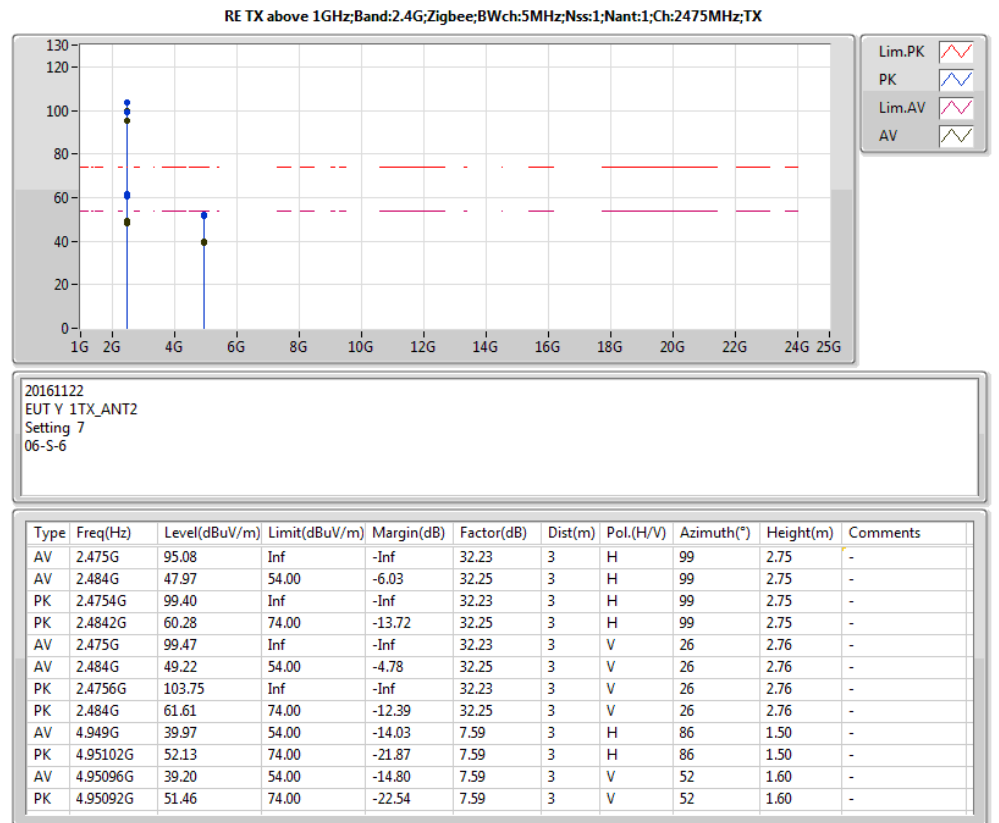 RE TX above 1GHz;Band:2.4G;Zigbee;BWch:5MHz;Nss:1;Nant:1;Ch:2475MHz;TX
130
120
100
80
60
40
20
0
1G 2G 4G 6G 8G 10G 12G 14G 16G 18G 20G 22G 24G 25G
Lim.PK
PK
Lim.AV
AV
20161122
EUT Y 1TX_ANT2
Setting 7
06-S-6
Type Freq(Hz) Level(dBuV/m) Limit(dBuV/m) Margin(dB) Factor(dB) Dist(m) Pol.(H/V) Azimuth(°) Height(m) Comments
AV 2.475G 95.08 Inf -Inf 32.23 3 H 99 2.75 -
AV 2.484G 47.97 54.00 -6.03 32.25 3 H 99 2.75 -
PK 2.4754G 99.40 Inf -Inf 32.23 3 H 99 2.75 -
PK 2.4842G 60.28 74.00 -13.72 32.25 3 H 99 2.75 -
AV 2.475G 99.47 Inf -Inf 32.23 3 V 26 2.76 -
AV 2.484G 49.22 54.00 -4.78 32.25 3 V 26 2.76 -
PK 2.4756G 103.75 Inf -Inf 32.23 3 V 26 2.76 -
PK 2.484G 61.61 74.00 -12.39 32.25 3 V 26 2.76 -
AV 4.949G 39.97 54.00 -14.03 7.59 3 H 86 1.50 -
PK 4.95102G 52.13 74.00 -21.87 7.59 3 H 86 1.50 -
AV 4.95096G 39.20 54.00 -14.80 7.59 3 V 52 1.60 -
PK 4.95092G 51.46 74.00 -22.54 7.59 3 V 52 1.60 -